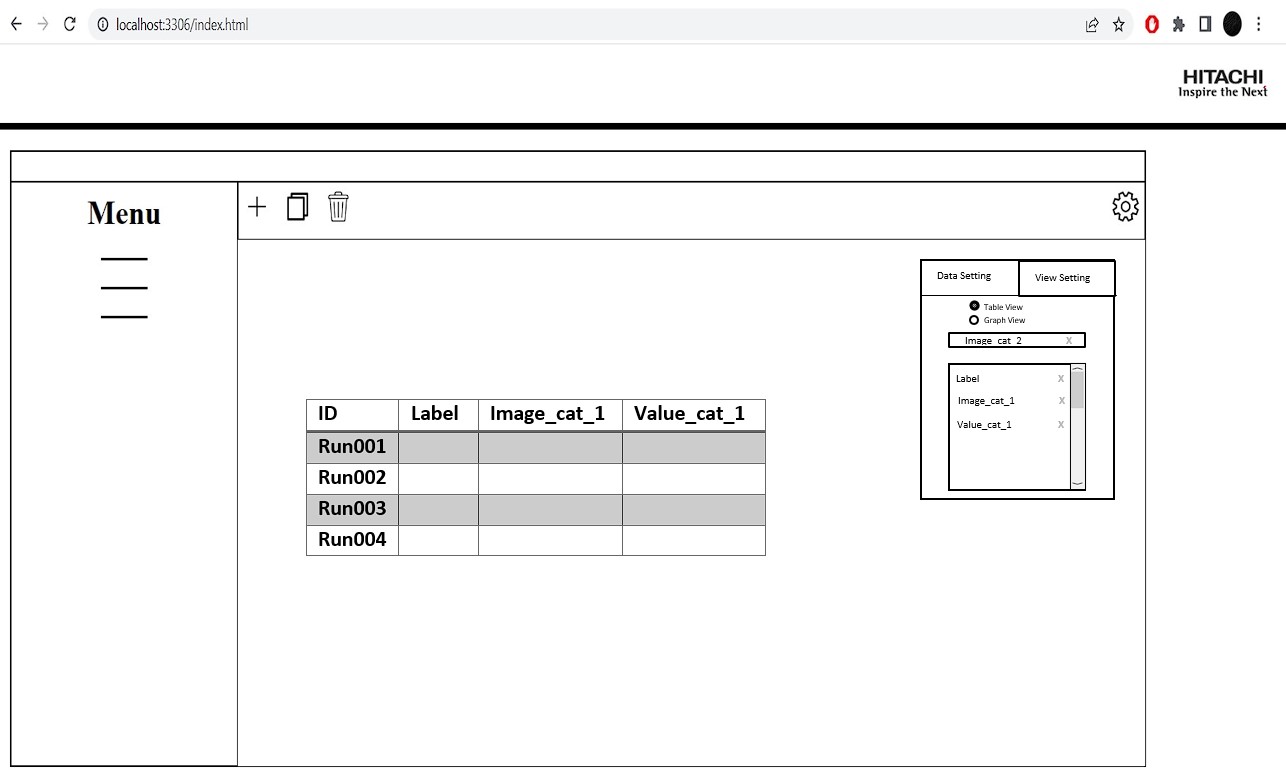 localhost:3306/index.html
HITACHI
Inspire the Next
Menu
Data Setting View Setting
Table View
Graph View
Image_cat_2 X
Label X
Image_cat_1 X
Value_cat_1 X
ID Label Image_cat_1 Value_cat_1
Run001
Run002
Run003
Run004